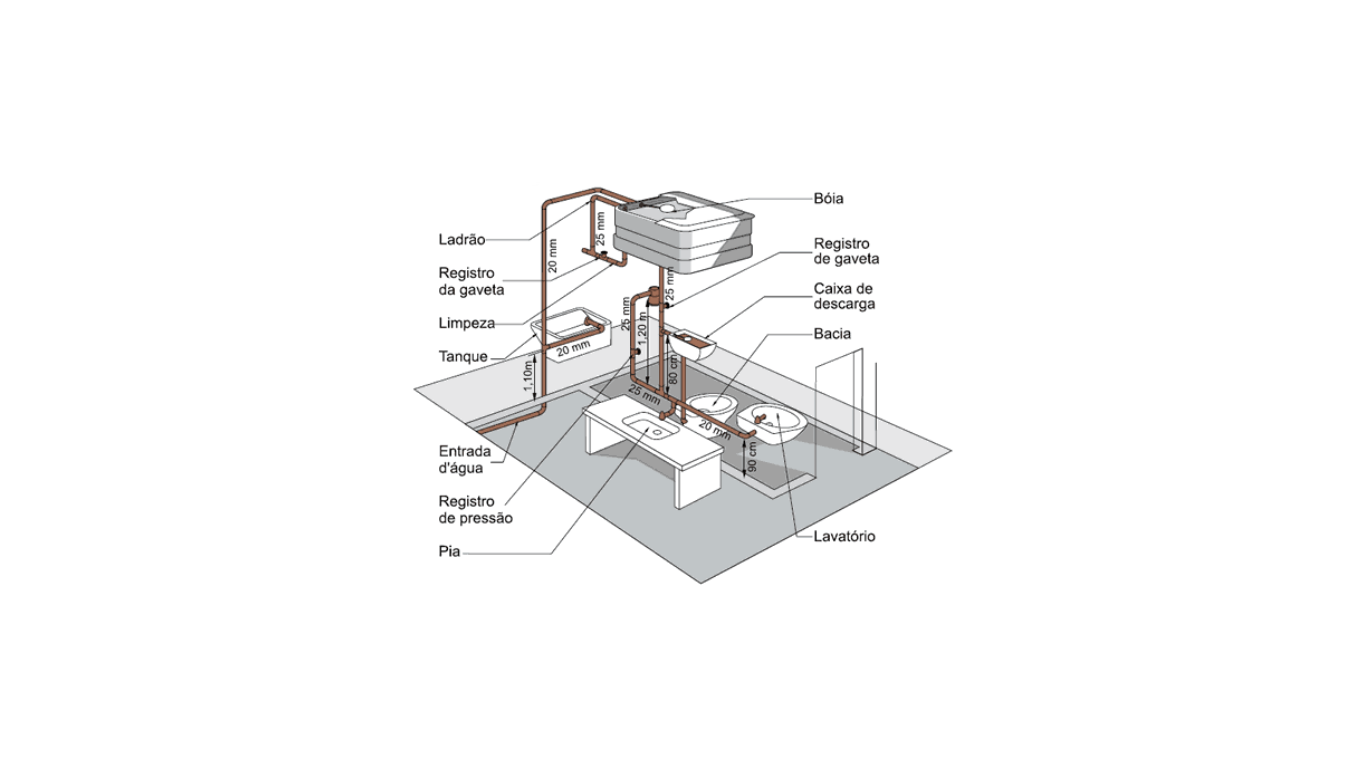 Bóia
Ladrão
Registro
de gaveta
25 mm
20 mm
Registro
da gaveta
25 mm
Caixa de
descarga
Limpeza
25 mm
1,20 m
Bacia
Tanque
20 mm
80 cm
1,10m
25 mm
20 mm
90 cm
Entrada
d'água
Registro
de pressão
Lavatório
Pia